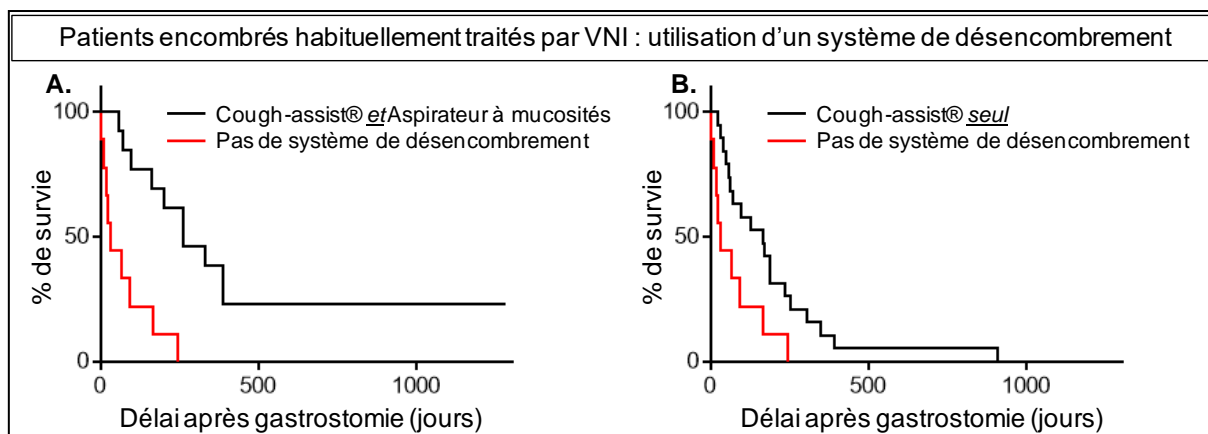 Patients encombrés habituellement traités par VNI : utilisation d'un système de désencombrement
A.
Cough-assist® et Aspirateur à mucosités
Pas de système de désencombrement
100
50
0
% de survie
0 500 1000
Délai après gastrostomie (jours)
B.
Cough-assist® seul
Pas de système de désencombrement
100
50
0
% de survie
0 500 1000
Délai après gastrostomie (jours)